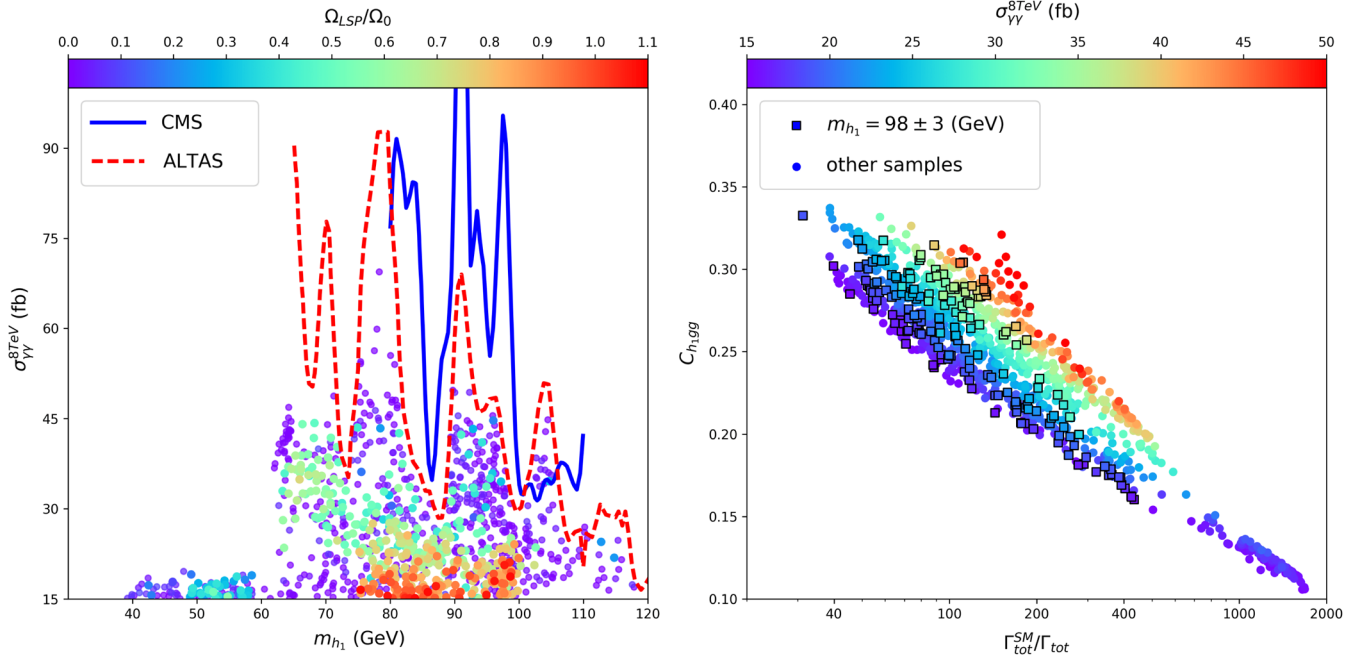 Ω_LSP/Ω_0
0.0 0.1 0.2 0.3 0.4 0.5 0.6 0.7 0.8 0.9 1.0 1.1
CMS
ALTAS
90
75
60
45
30
15
σ_γγ^8TeV (fb)
40 50 60 70 80 90 100 110 120
m_h₁ (GeV)
σ_γγ^8TeV (fb)
15 20 25 30 35 40 45 50
m_h₁ = 98 ± 3 (GeV)
other samples
0.40
0.35
0.30
0.25
0.20
0.15
0.10
C_h₁gg
40 100 200 400 1000 2000
Γ_tot^SM/Γ_tot